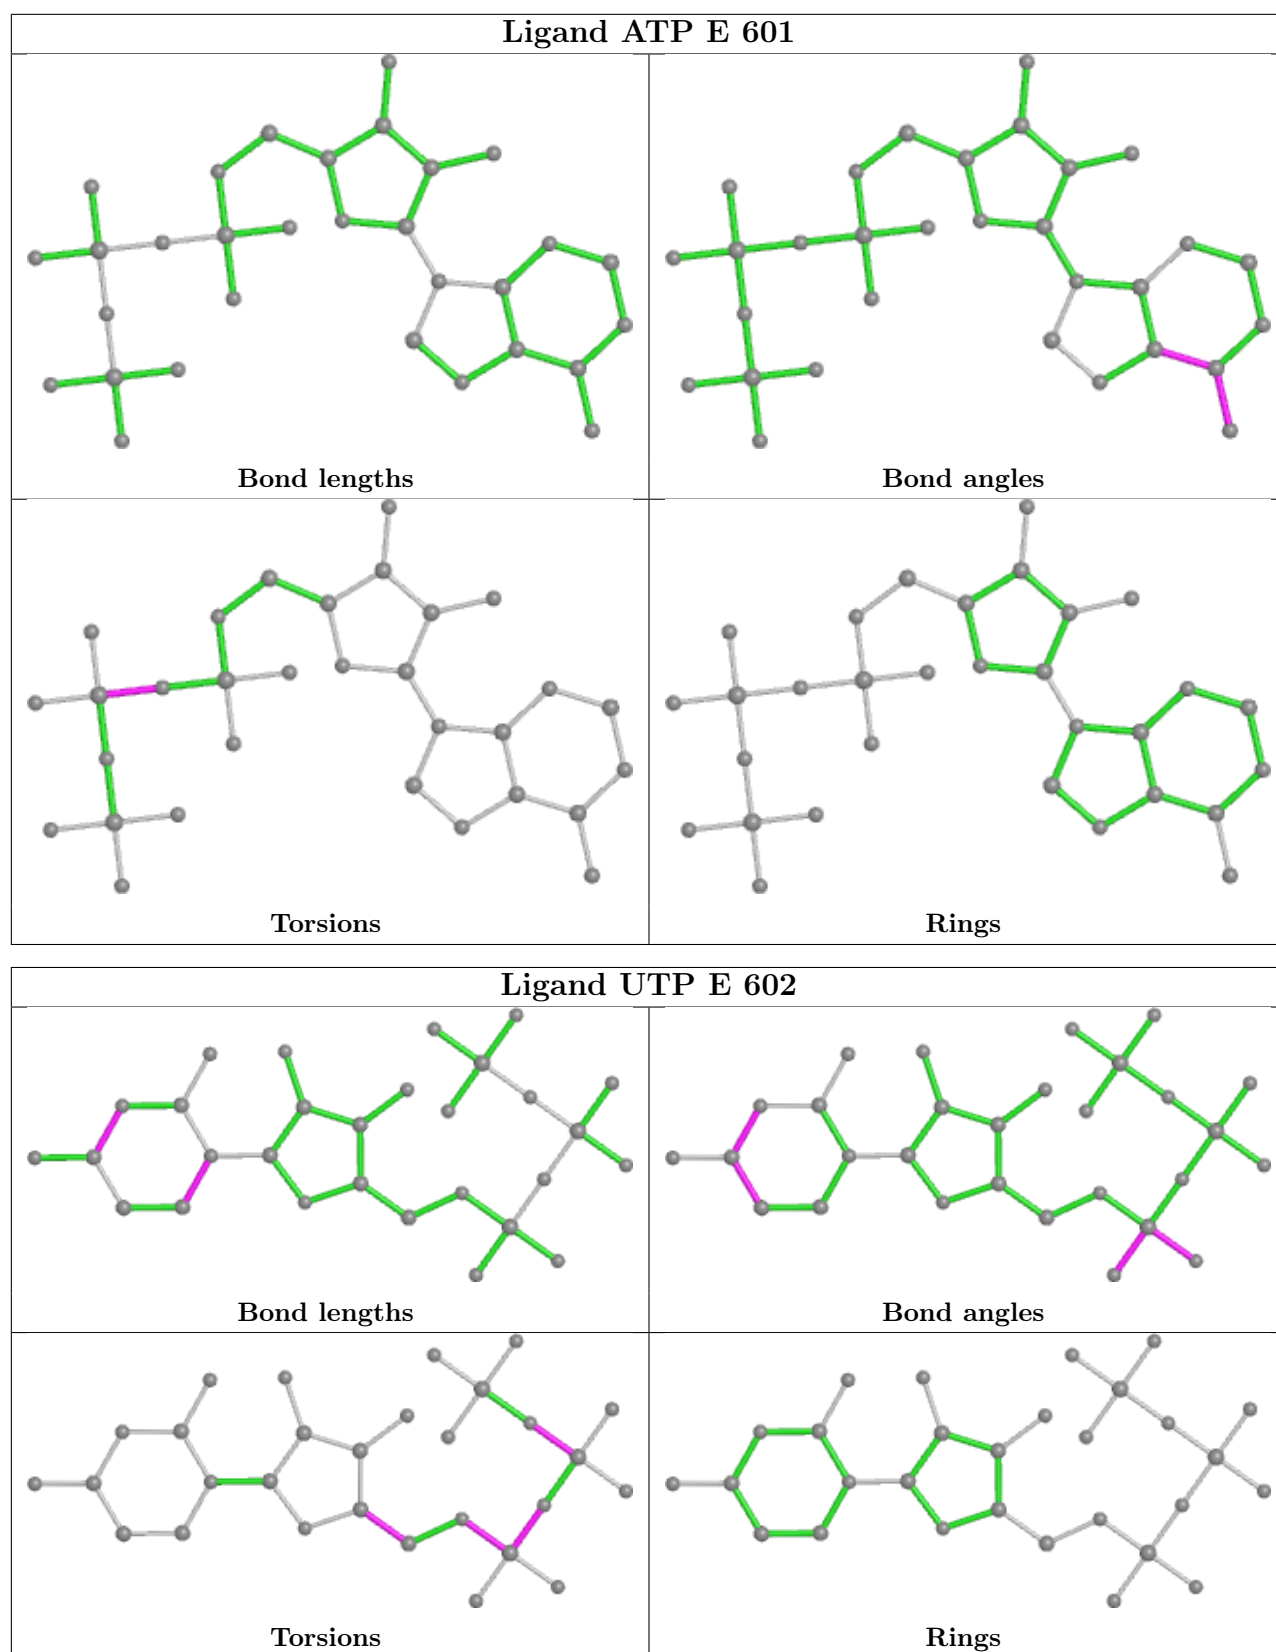 Ligand ATP E 601
Bond lengths
Bond angles
Torsions
Rings
Ligand UTP E 602
Bond lengths
Bond angles
Torsions
Rings